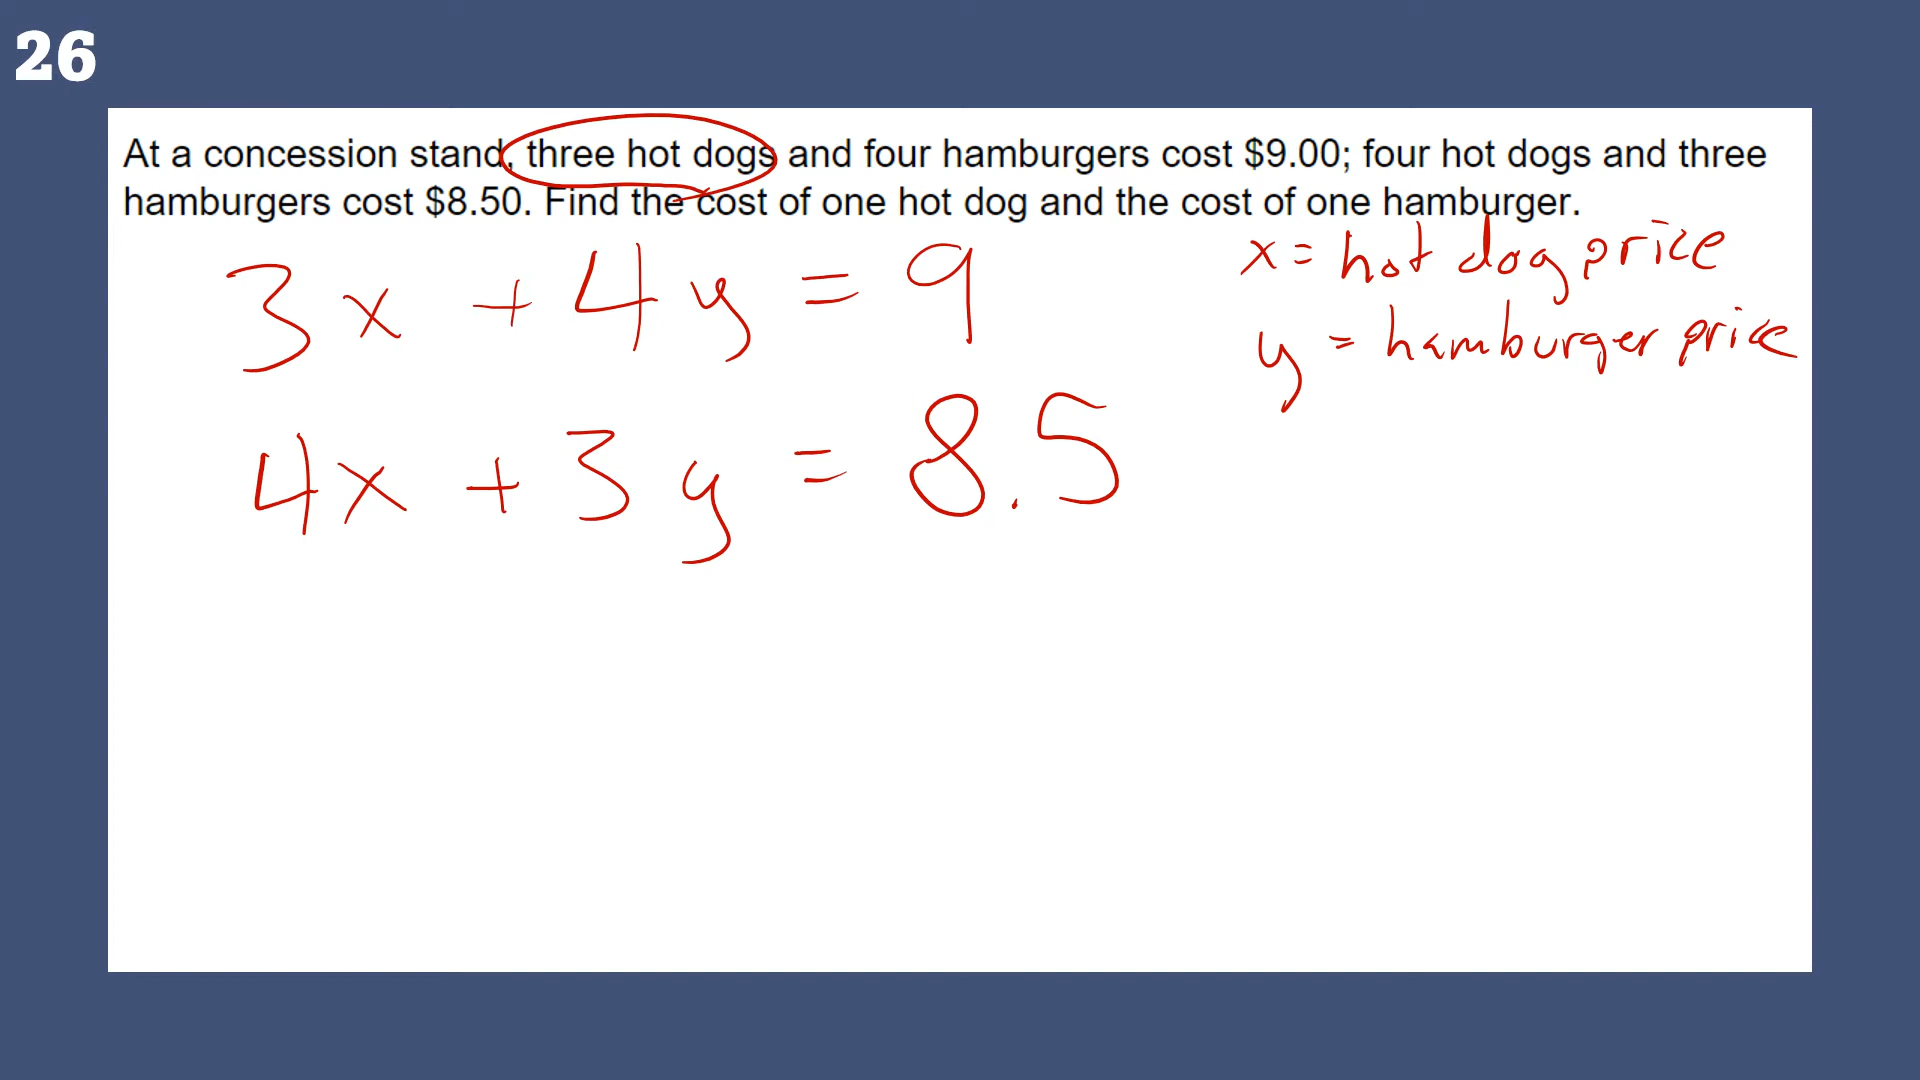 26
At a concession stand, three hot dogs and four hamburgers cost $9.00; four hot dogs and three
hamburgers cost $8.50. Find the cost of one hot dog and the cost of one hamburger.
x = hot dog price
3x + 4y = 9
y = hamburger price
4x + 3y = 8.5